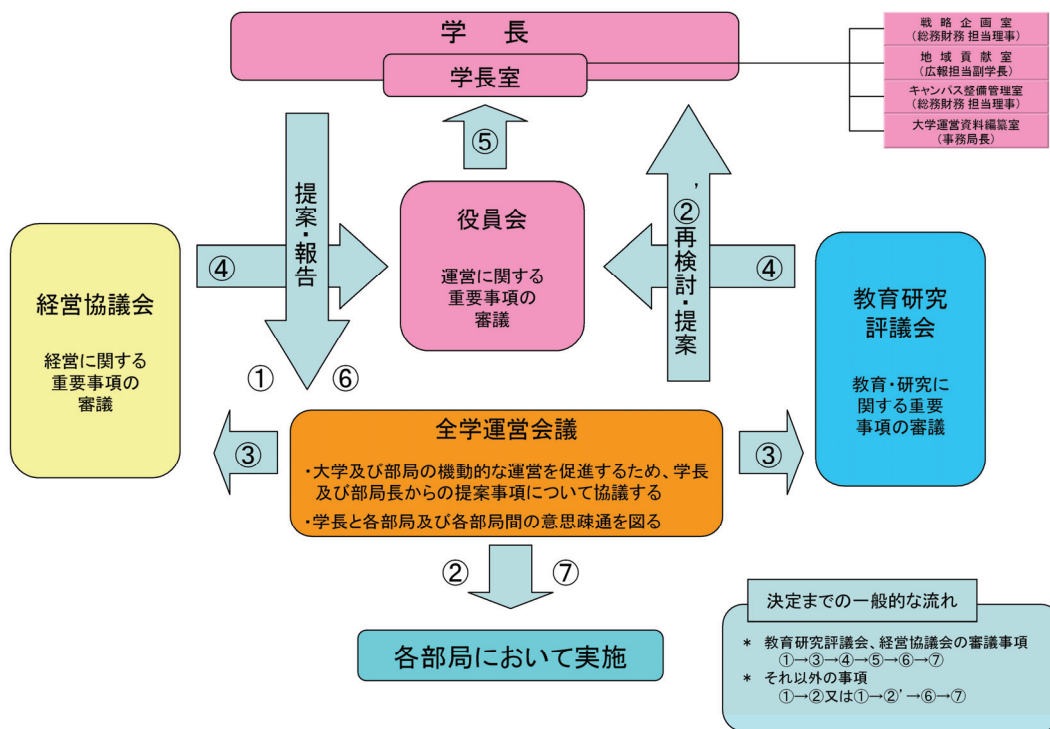 学 長
学長室
戦 略 企 画 室
(総務財務 担当理事)
地 域 貢 献 室
(広報担当副学長)
キャンパス整備管理室
(総務財務 担当理事)
大学運営資料編纂室
(事務局長)
⑤
提案・報告
②'再検討・提案
役員会
運営に関する
重要事項の
審議
④
④
経営協議会
経営に関する
重要事項の
審議
教育研究
評議会
教育・研究に
関する重要
事項の審議
① ⑥
③
③
全学運営会議
・大学及び部局の機動的な運営を促進するため、学長
及び部局長からの提案事項について協議する
・学長と各部局及び各部局間の意思疎通を図る
② ⑦
各部局において実施
決定までの一般的な流れ
* 教育研究評議会、経営協議会の審議事項
①→③→④→⑤→⑥→⑦
* それ以外の事項
①→②又は①→②'→⑥→⑦